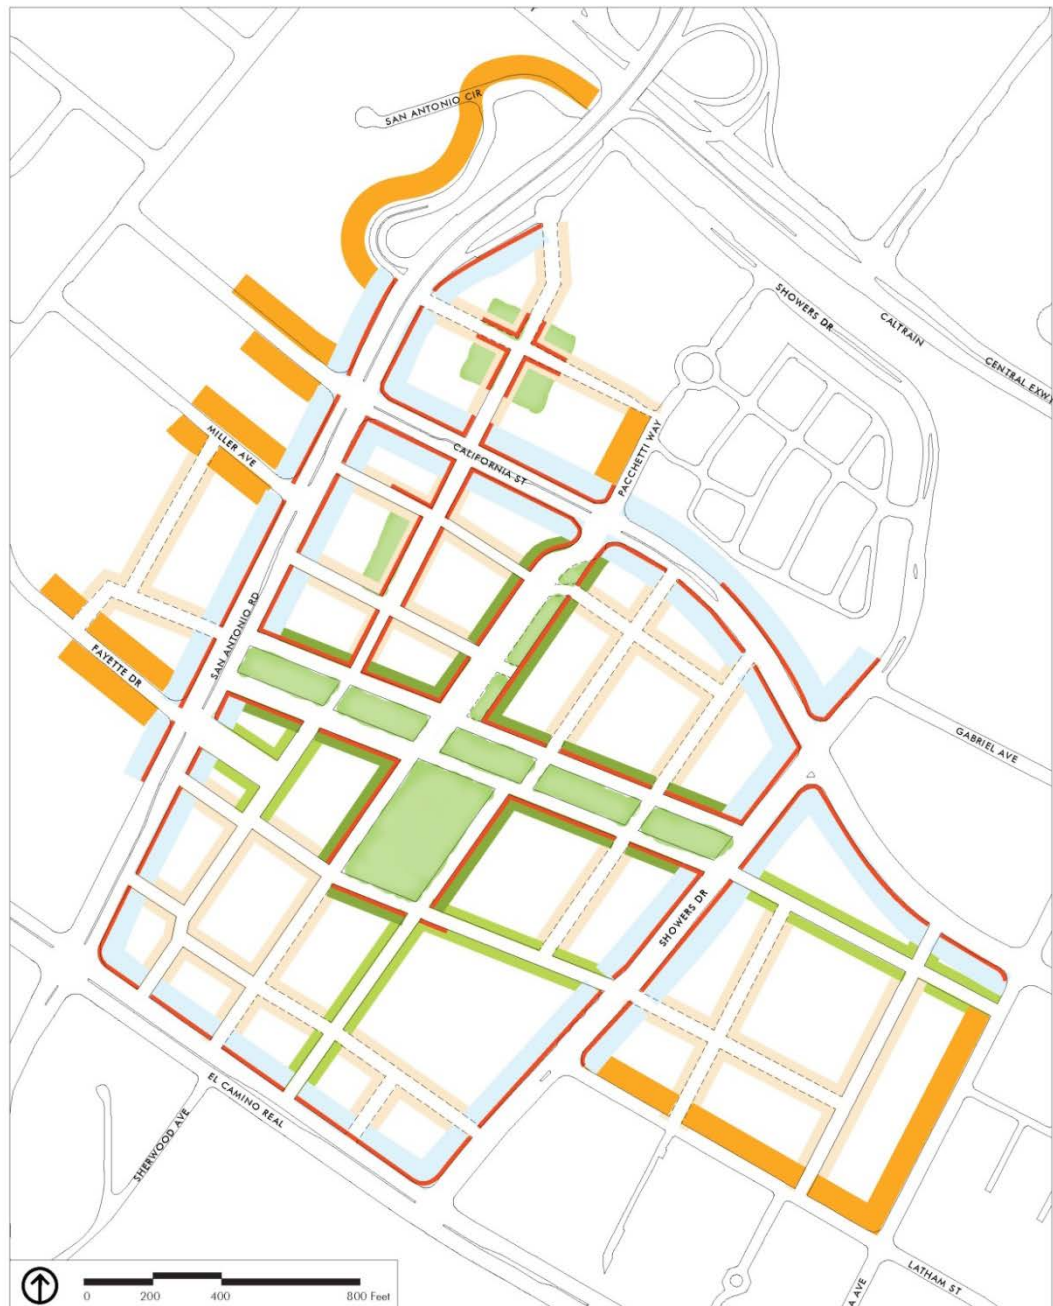 SAN ANTONIO CIR
SHOWERS DR
CALTRAIN
CENTRAL EXWY
MILLER AVE
CALIFORNIA ST
PACCHETTI WAY
SAN ANTONIO RD
FAYETTE DR
GABRIEL AVE
SHOWERS DR
EL CAMINO REAL
SHERWOOD AVE
LATHAM ST
A AVE
0 200 400 800 Feet